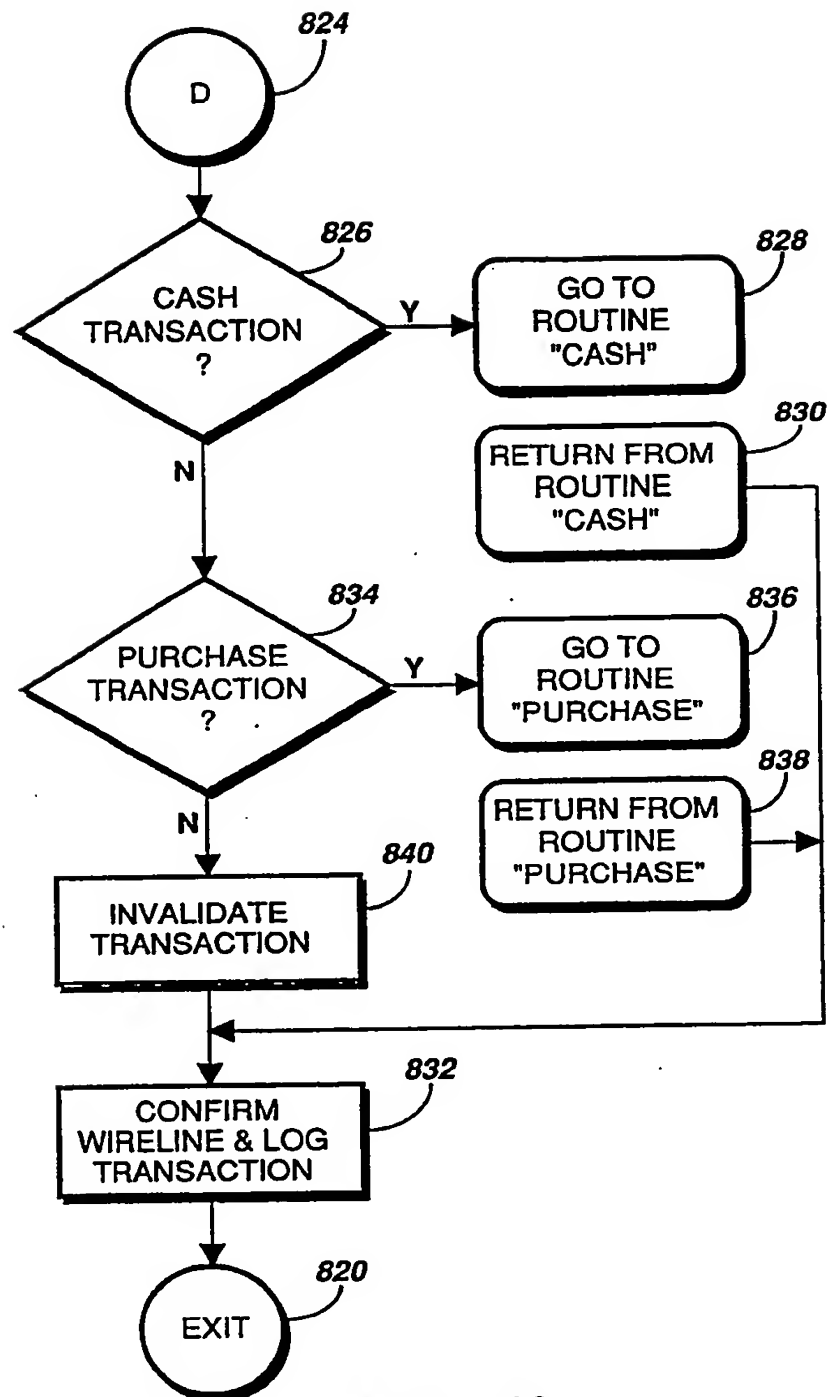 824
D
826
CASH
TRANSACTION
?
Y
828
GO TO
ROUTINE
"CASH"
830
RETURN FROM
ROUTINE
"CASH"
N
834
PURCHASE
TRANSACTION
?
Y
836
GO TO
ROUTINE
"PURCHASE"
838
RETURN FROM
ROUTINE
"PURCHASE"
N
840
INVALIDATE
TRANSACTION
832
CONFIRM
WIRELINE & LOG
TRANSACTION
820
EXIT